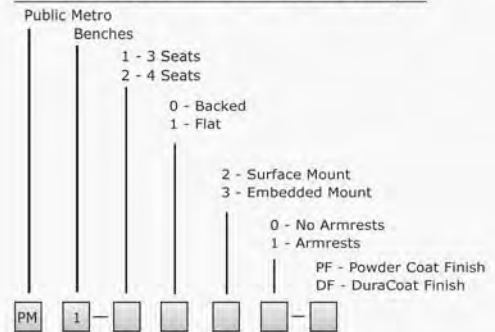 Public Metro
Benches
1 - 3 Seats
2 - 4 Seats
0 - Backed
1 - Flat
2 - Surface Mount
3 - Embedded Mount
0 - No Armrests
1 - Armrests
PF - Powder Coat Finish
DF - DuraCoat Finish
PM 1 - -